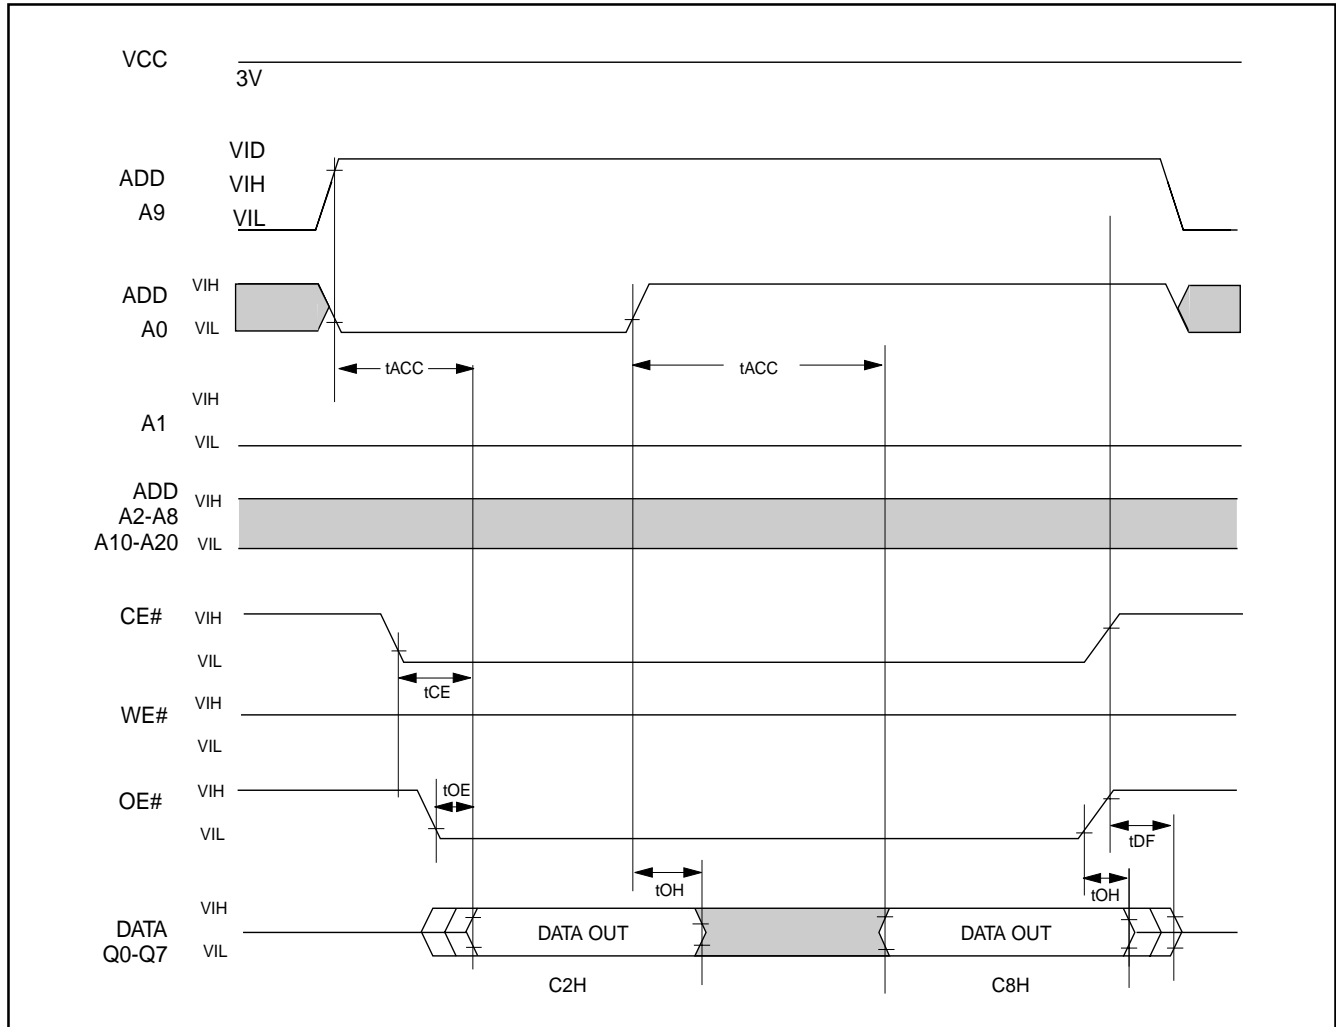 VCC
3V
VID
ADD
VIH
A9
VIL
VIH
ADD
A0
VIL
tACC
tACC
VIH
A1
VIL
ADD
VIH
A2-A8
A10-A20
VIL
CE#
VIH
VIL
tCE
WE#
VIH
VIL
OE#
VIH
tOE
VIL
tDF
tOH
tOH
VIH
DATA
DATA OUT
DATA OUT
Q0-Q7
VIL
C2H
C8H